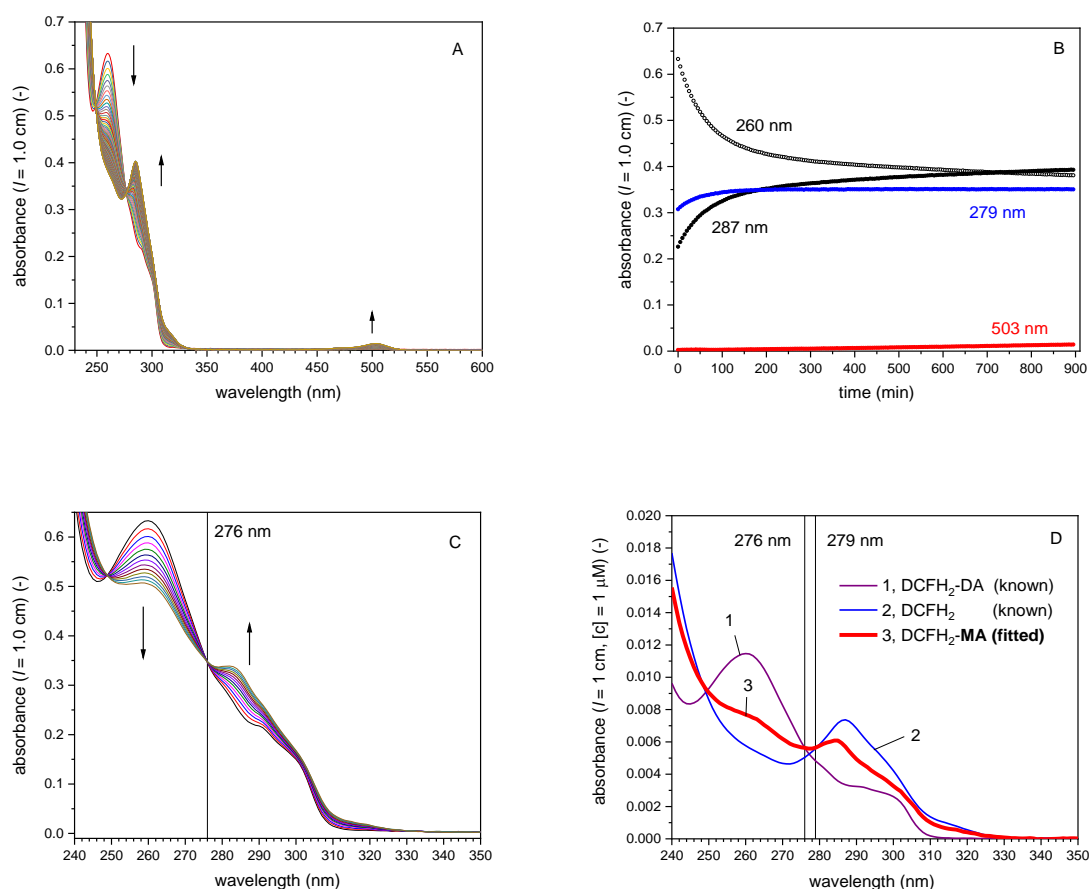 A
absorbance (l = 1.0 cm) (-)
0.7
0.6
0.5
0.4
0.3
0.2
0.1
0.0
250 300 350 400 450 500 550 600
wavelength (nm)
B
absorbance (l = 1.0 cm) (-)
0.7
0.6
0.5
0.4
0.3
0.2
0.1
0.0
260 nm
279 nm
287 nm
503 nm
0 100 200 300 400 500 600 700 800 900
time (min)
C
276 nm
absorbance (l = 1.0 cm) (-)
0.6
0.5
0.4
0.3
0.2
0.1
0.0
240 250 260 270 280 290 300 310 320 330 340 350
wavelength (nm)
D
276 nm 279 nm
absorbance (l = 1 cm, [c] = 1 μM) (-)
0.020
0.018
0.016
0.014
0.012
0.010
0.008
0.006
0.004
0.002
0.000
1, DCFH₂-DA (known)
2, DCFH₂ (known)
3, DCFH₂-MA (fitted)
1
3
2
240 250 260 270 280 290 300 310 320 330 340 350
wavelength (nm)